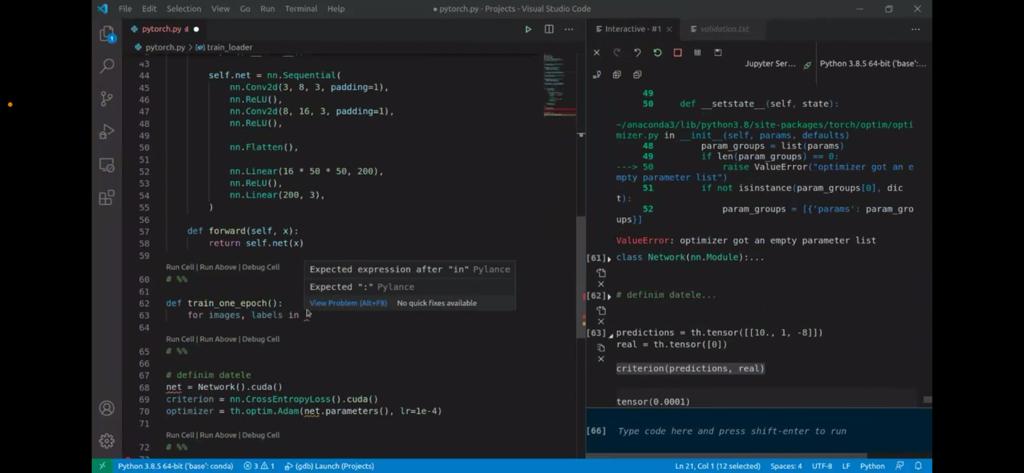 File Edit Selection View Go Run Terminal Help
● pytorch.py - Projects - Visual Studio Code
pytorch.py 4 ●
pytorch.py > train_loader
43
44 self.net = nn.Sequential(
45 nn.Conv2d(3, 8, 3, padding=1),
46 nn.ReLU(),
47 nn.Conv2d(8, 16, 3, padding=1),
48 nn.ReLU(),
49
50 nn.Flatten(),
51
52 nn.Linear(16 * 50 * 50, 200),
53 nn.ReLU(),
54 nn.Linear(200, 3),
55 )
56
57 def forward(self, x):
58 return self.net(x)
59
Run Cell | Run Above | Debug Cell
60 # %%
61
62 def train_one_epoch():
63 for images, labels in
64
Expected expression after "in" Pylance
Expected ":" Pylance
View Problem (Alt+F8) No quick fixes available
Run Cell | Run Above | Debug Cell
65 # %%
66
67 # definim datele
68 net = Network().cuda()
69 criterion = nn.CrossEntropyLoss().cuda()
70 optimizer = th.optim.Adam(net.parameters(), lr=1e-4)
71
Run Cell | Run Above | Debug Cell
72 # %%
Interactive - #1
validation.txt
Jupyter Ser...
Python 3.8.5 64-bit ('base':...
49
50 def __setstate__(self, state):
~/anaconda3/lib/python3.8/site-packages/torch/optim/opti
mizer.py in __init__(self, params, defaults)
48 param_groups = list(params)
49 if len(param_groups) == 0:
---> 50 raise ValueError("optimizer got an e
mpty parameter list")
51 if not isinstance(param_groups[0], dic
t):
52 param_groups = [{'params': param_gro
ups}]
ValueError: optimizer got an empty parameter list
[61] class Network(nn.Module):...
[62] # definim datele...
[63] predictions = th.tensor([[10., 1, -8]])
real = th.tensor([0])
criterion(predictions, real)
tensor(0.0001)
[66] Type code here and press shift-enter to run
Python 3.8.5 64-bit ('base': conda) 3 1 (gdb) Launch (Projects)
Ln 21, Col 1 (12 selected) Spaces: 4 UTF-8 LF Python